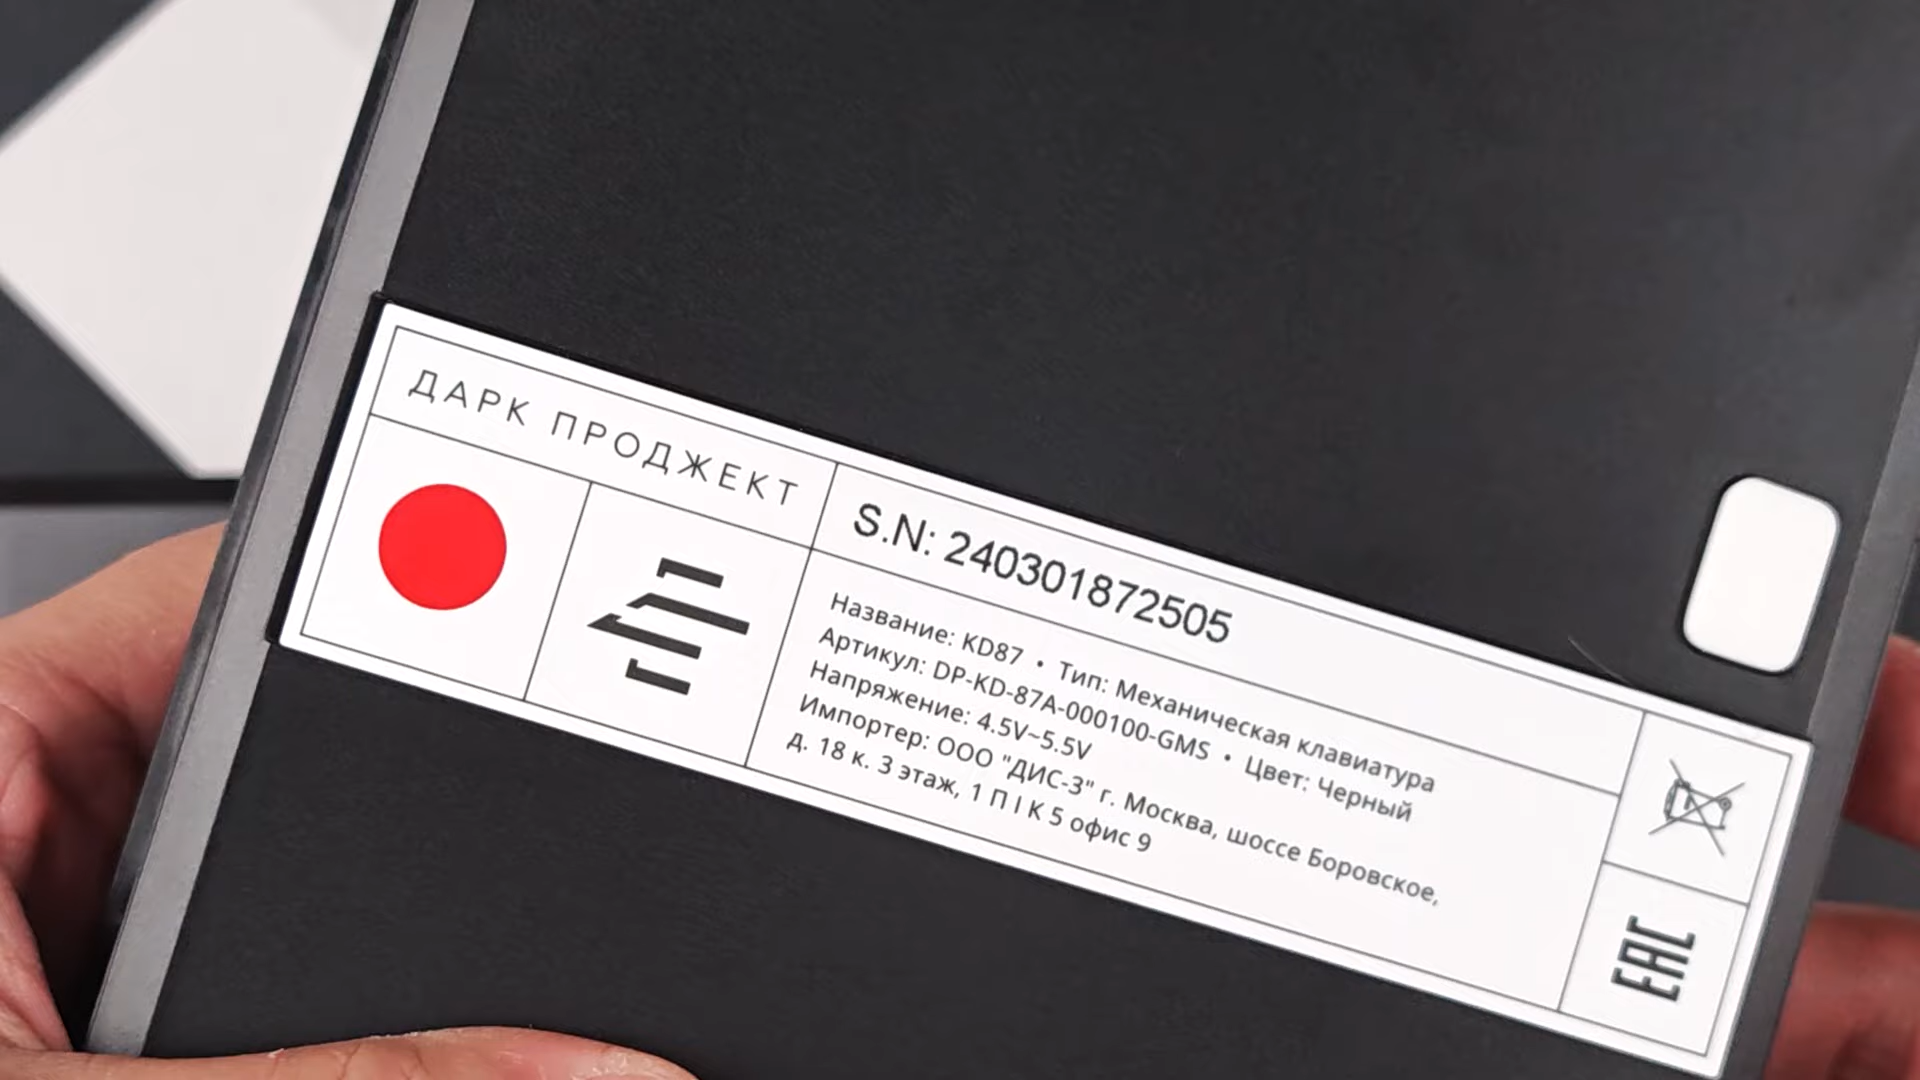 ДАРК ПРОДЖЕКТ
S.N: 240301872505
Название: KD87 • Тип: Механическая клавиатура
Артикул: DP-KD-87A-000100-GMS • Цвет: Черный
Напряжение: 4.5V~5.5V
Импортер: ООО "ДИС-3" г. Москва, шоссе Боровское,
д. 18 к. 3 этаж, 1 П I К 5 офис 9
EAC